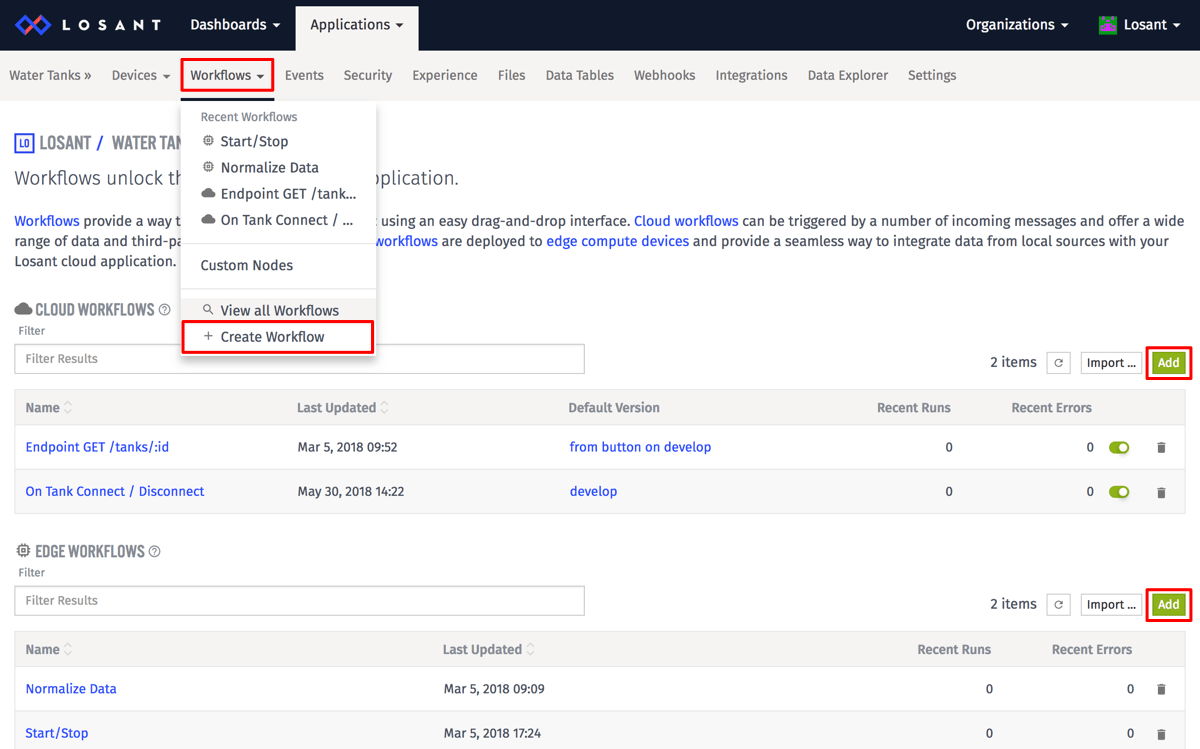 LOSANT Dashboards Applications Organizations Losant
Water Tanks » Devices Workflows Events Security Experience Files Data Tables Webhooks Integrations Data Explorer Settings
Recent Workflows
Start/Stop
Normalize Data
Endpoint GET /tank...
On Tank Connect / ...
Custom Nodes
View all Workflows
+ Create Workflow
LO LOSANT / WATER TAN
Workflows unlock th pplication.
Workflows provide a way t using an easy drag-and-drop interface. Cloud workflows can be triggered by a number of incoming messages and offer a wide
range of data and third-pa workflows are deployed to edge compute devices and provide a seamless way to integrate data from local sources with your
Losant cloud application.
CLOUD WORKFLOWS ?
Filter
Filter Results
2 items Import ... Add
Name Last Updated Default Version Recent Runs Recent Errors
Endpoint GET /tanks/:id Mar 5, 2018 09:52 from button on develop 0 0
On Tank Connect / Disconnect May 30, 2018 14:22 develop 0 0
EDGE WORKFLOWS ?
Filter
Filter Results
2 items Import ... Add
Name Last Updated Recent Runs Recent Errors
Normalize Data Mar 5, 2018 09:09 0 0
Start/Stop Mar 5, 2018 17:24 0 0